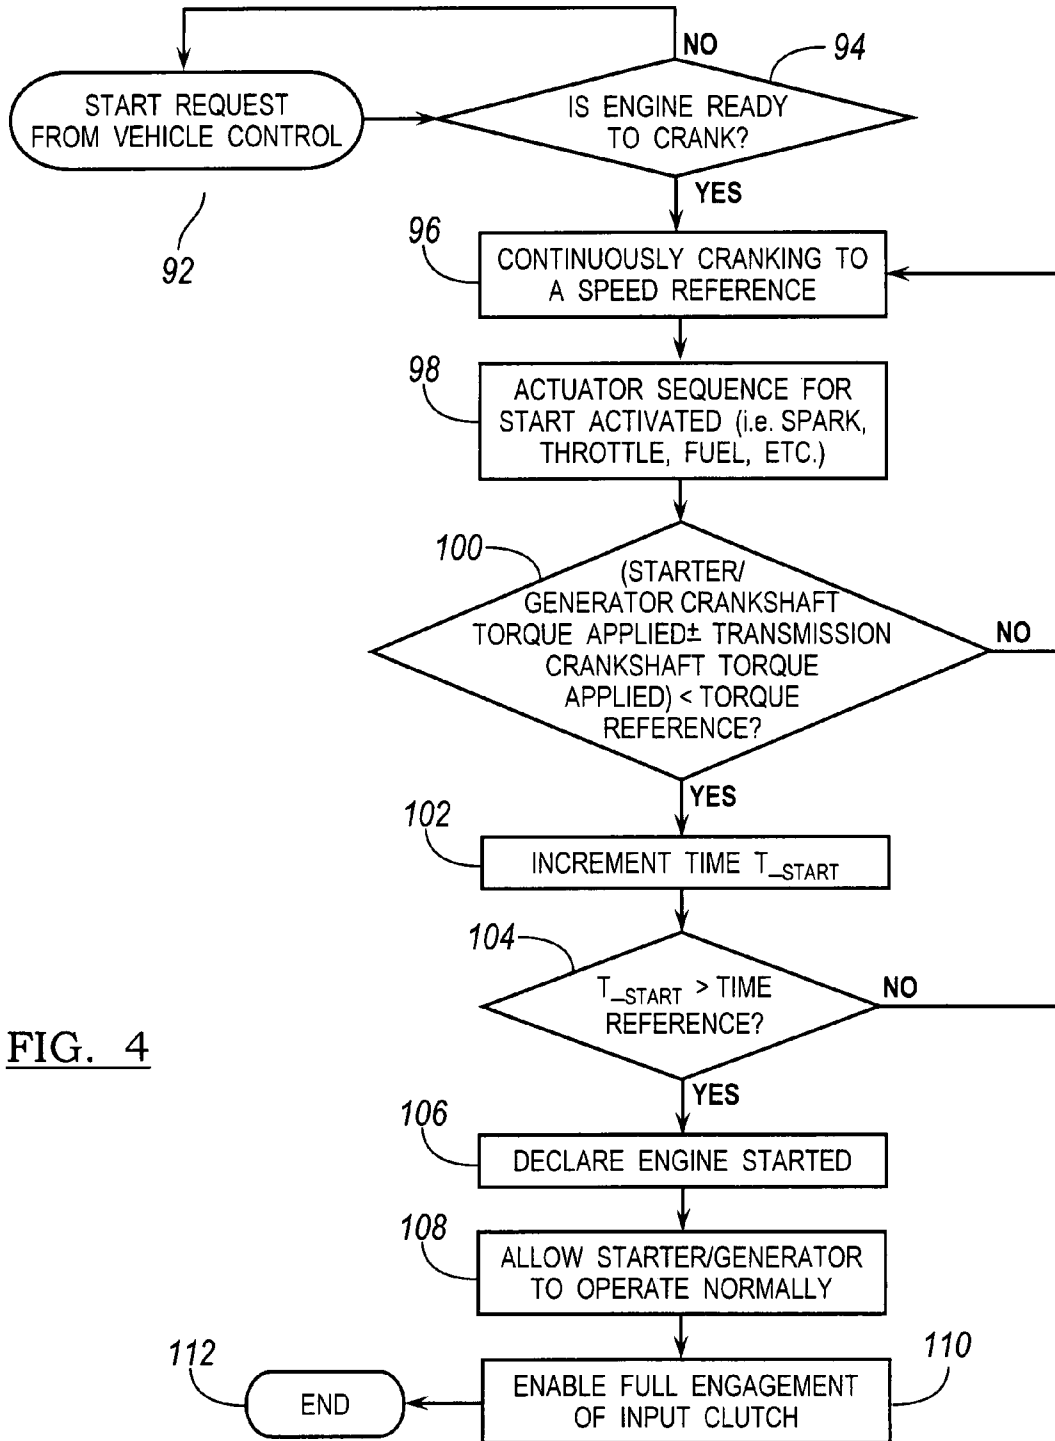 NO
94
START REQUEST
FROM VEHICLE CONTROL
IS ENGINE READY
TO CRANK?
YES
92
96
CONTINUOUSLY CRANKING TO
A SPEED REFERENCE
98
ACTUATOR SEQUENCE FOR
START ACTIVATED (i.e. SPARK,
THROTTLE, FUEL, ETC.)
100
(STARTER/
GENERATOR CRANKSHAFT
TORQUE APPLIED± TRANSMISSION
CRANKSHAFT TORQUE
APPLIED) < TORQUE
REFERENCE?
NO
YES
102
INCREMENT TIME T_START
104
T_START > TIME
REFERENCE?
NO
FIG. 4
YES
106
DECLARE ENGINE STARTED
108
ALLOW STARTER/GENERATOR
TO OPERATE NORMALLY
110
ENABLE FULL ENGAGEMENT
OF INPUT CLUTCH
112
END